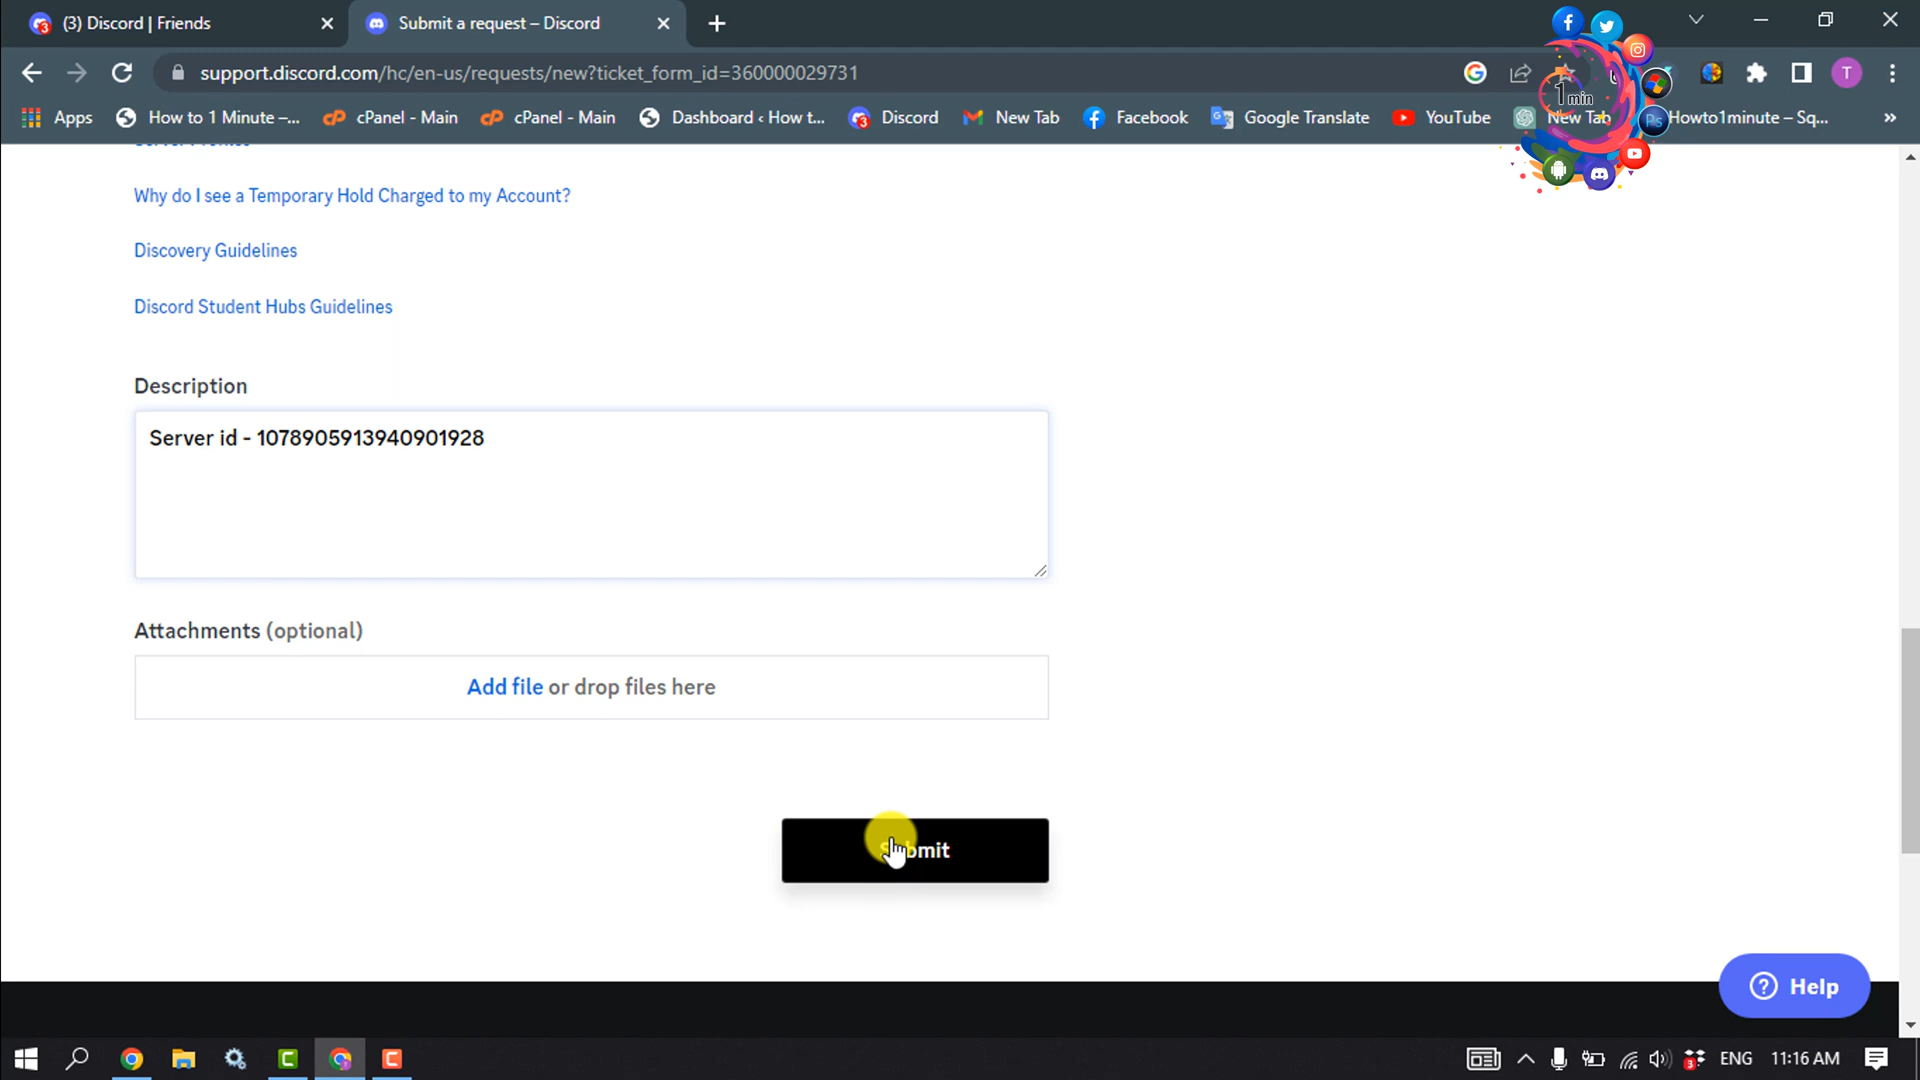 (3) Discord | Friends
Submit a request – Discord
support.discord.com/hc/en-us/requests/new?ticket_form_id=360000029731
T
1 min
Apps
How to 1 Minute –...
cPanel - Main
cPanel - Main
Dashboard ‹ How t...
Discord
New Tab
Facebook
Google Translate
YouTube
New Tab
Howto1minute – Sq...
Why do I see a Temporary Hold Charged to my Account?
Discovery Guidelines
Discord Student Hubs Guidelines
Description
Server id - 1078905913940901928
Attachments (optional)
Add file or drop files here
Submit
Help
ENG
11:16 AM